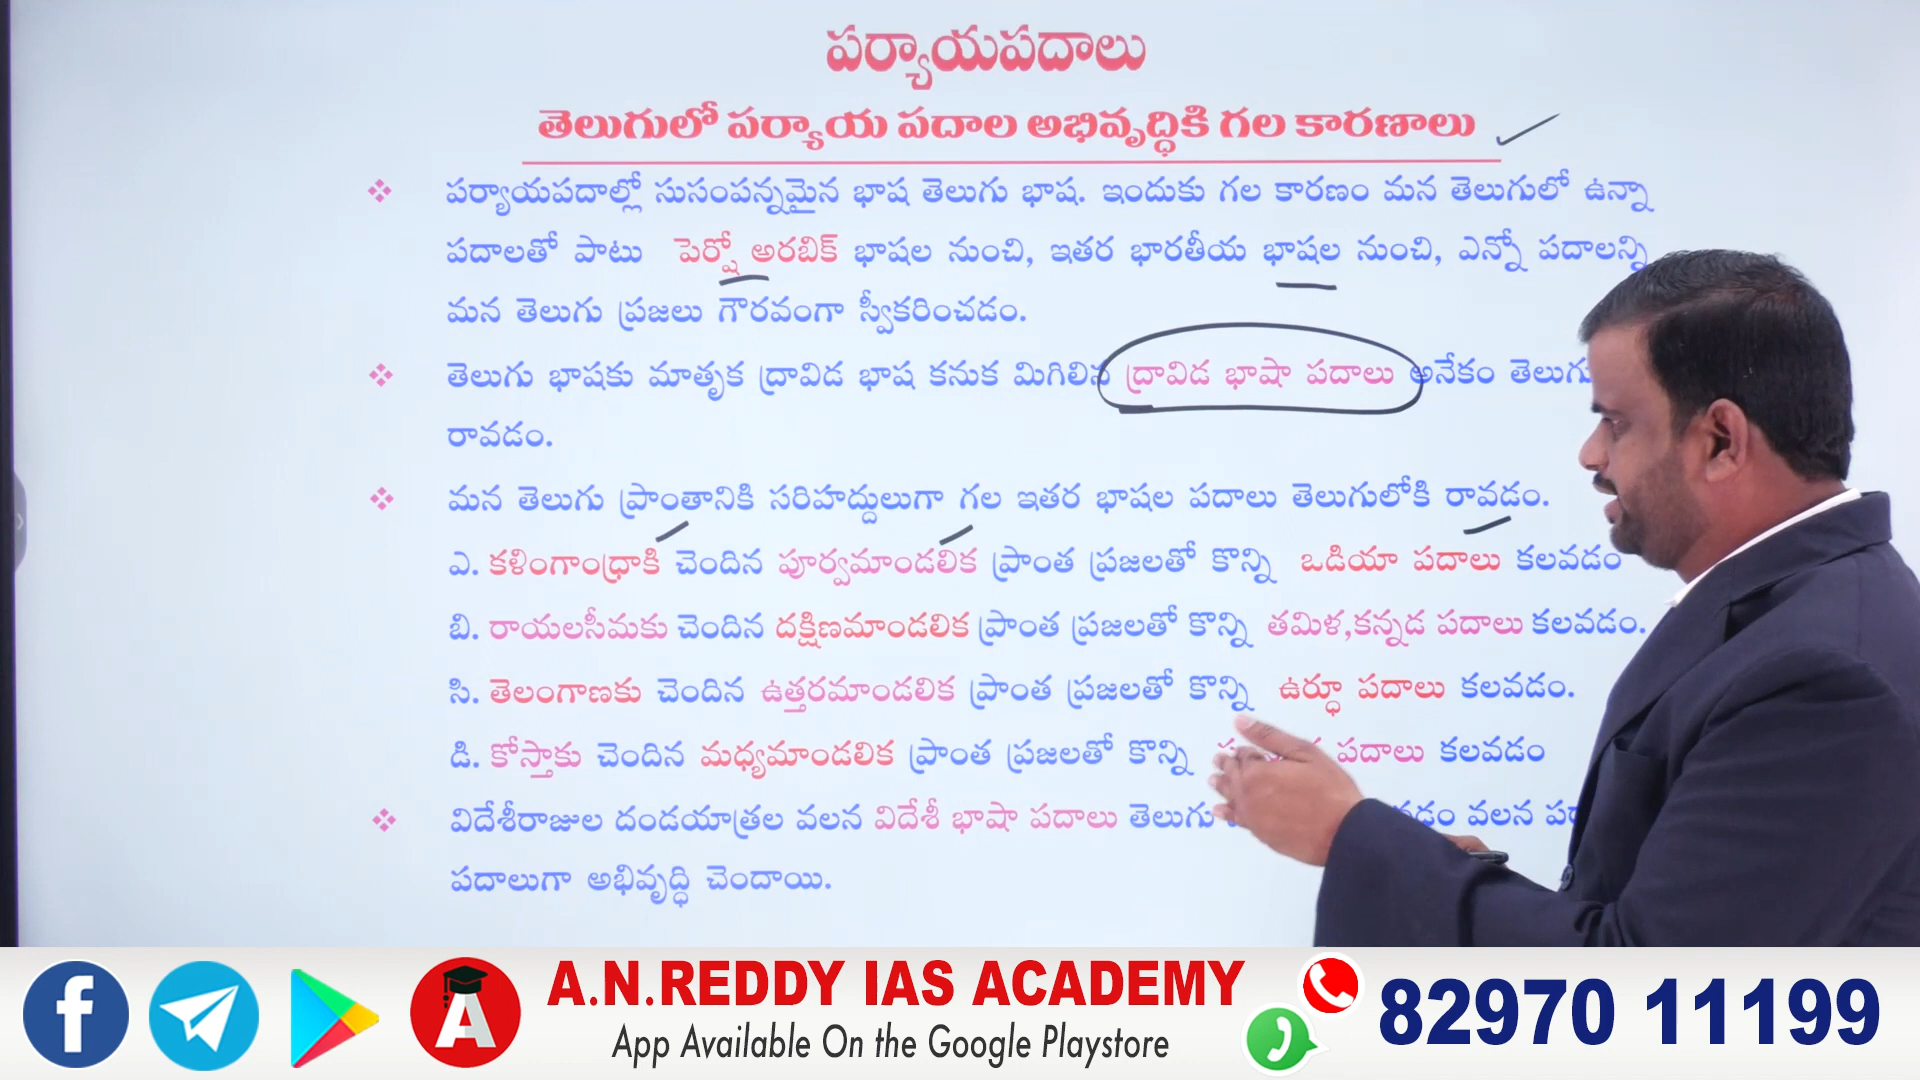 పర్యాయపదాలు
తెలుగులో పర్యాయ పదాల అభివృద్ధికి గల కారణాలు
పర్యాయపదాల్లో సుసంపన్నమైన భాష తెలుగు భాష. ఇందుకు గల కారణం మన తెలుగులో ఉన్నా
పదాలతో పాటు పెర్షో అరబిక్ భాషల నుంచి, ఇతర భారతీయ భాషల నుంచి, ఎన్నో పదాలన్ని
మన తెలుగు ప్రజలు గౌరవంగా స్వీకరించడం.
తెలుగు భాషకు మాతృక ద్రావిడ భాష కనుక మిగిలిన ద్రావిడ భాషా పదాలు అనేకం తెలుగు
రావడం.
మన తెలుగు ప్రాంతానికి సరిహద్దులుగా గల ఇతర భాషల పదాలు తెలుగులోకి రావడం.
ఎ. కళింగాంధ్రాకి చెందిన పూర్వమాండలిక ప్రాంత ప్రజలతో కొన్ని ఒడియా పదాలు కలవడం
బి. రాయలసీమకు చెందిన దక్షిణమాండలిక ప్రాంత ప్రజలతో కొన్ని తమిళ,కన్నడ పదాలు కలవడం.
సి. తెలంగాణకు చెందిన ఉత్తరమాండలిక ప్రాంత ప్రజలతో కొన్ని ఉర్ధూ పదాలు కలవడం.
డి. కోస్తాకు చెందిన మధ్యమాండలిక ప్రాంత ప్రజలతో కొన్ని పదాలు కలవడం
విదేశీరాజుల దండయాత్రల వలన విదేశీ భాషా పదాలు తెలుగు వలన
పదాలుగా అభివృద్ధి చెందాయి.
A.N.REDDY IAS ACADEMY
App Available On the Google Playstore
82970 11199